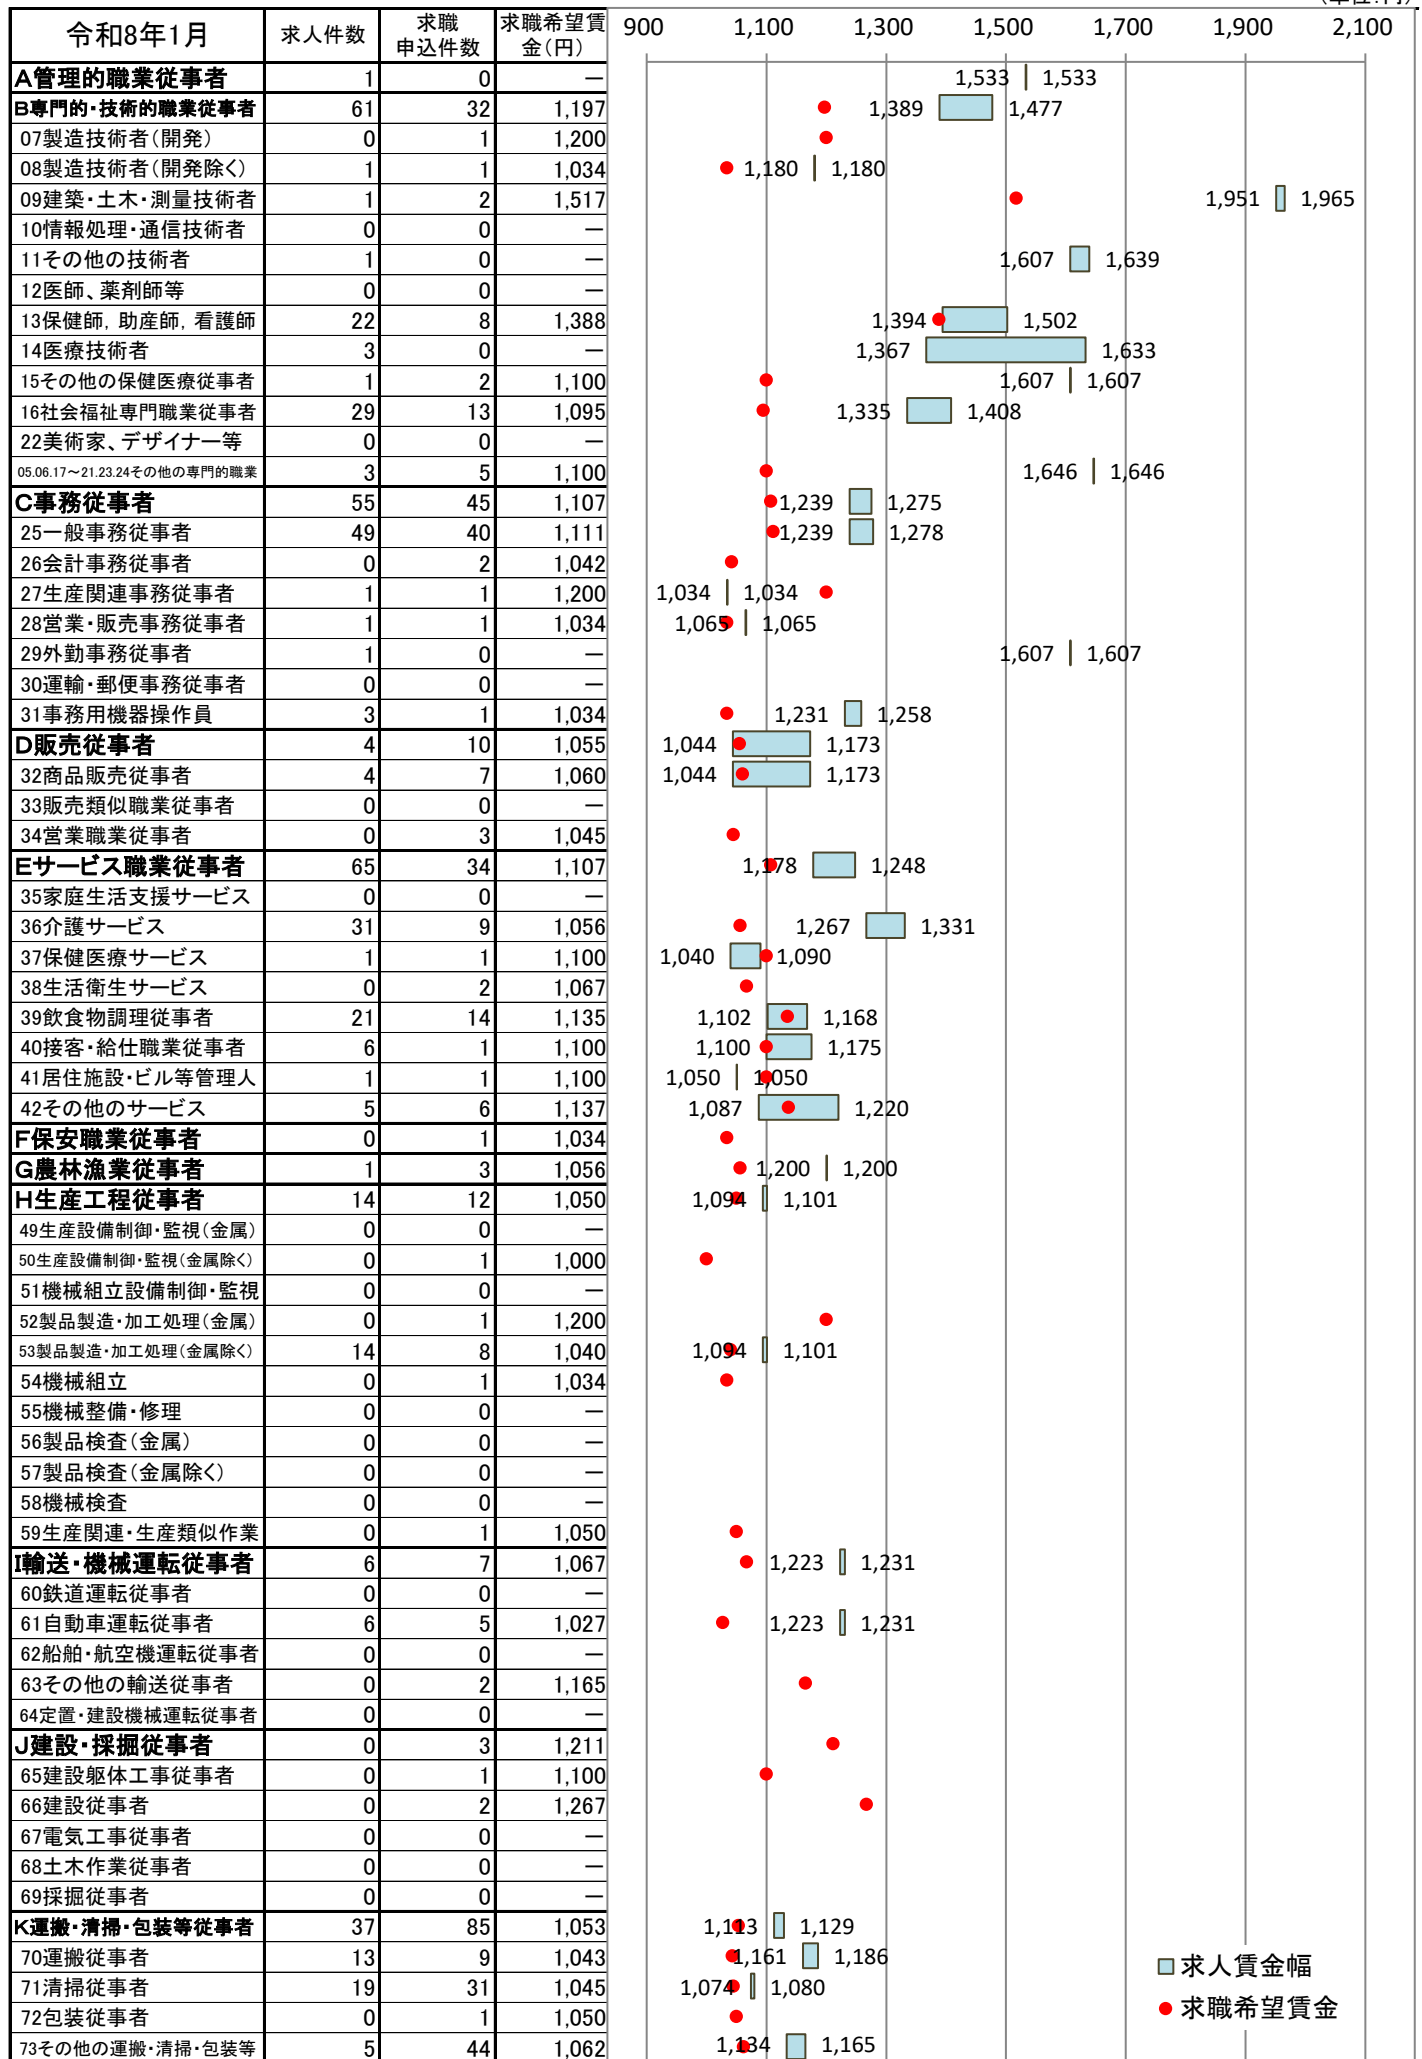 令和8年1月 求人件数 求職申込件数 求職希望賃金(円) 900 1,100 1,300 1,500 1,700 1,900 2,100
A管理的職業従事者 1 0 ― 1,533 1,533
B専門的・技術的職業従事者 61 32 1,197 1,389 1,477
07製造技術者(開発) 0 1 1,200
08製造技術者(開発除く) 1 1 1,034 1,180 1,180
09建築・土木・測量技術者 1 2 1,517 1,951 1,965
10情報処理・通信技術者 0 0 ―
11その他の技術者 1 0 ― 1,607 1,639
12医師、薬剤師等 0 0 ―
13保健師,助産師,看護師 22 8 1,388 1,394 1,502
14医療技術者 3 0 ― 1,367 1,633
15その他の保健医療従事者 1 2 1,100 1,607 1,607
16社会福祉専門職業従事者 29 13 1,095 1,335 1,408
22美術家、デザイナー等 0 0 ―
05.06.17～21.23.24その他の専門的職業 3 5 1,100 1,646 1,646
C事務従事者 55 45 1,107 1,239 1,275
25一般事務従事者 49 40 1,111 1,239 1,278
26会計事務従事者 0 2 1,042
27生産関連事務従事者 1 1 1,200 1,034 1,034
28営業・販売事務従事者 1 1 1,034 1,065 1,065
29外勤事務従事者 1 0 ― 1,607 1,607
30運輸・郵便事務従事者 0 0 ―
31事務用機器操作員 3 1 1,034 1,231 1,258
D販売従事者 4 10 1,055 1,044 1,173
32商品販売従事者 4 7 1,060 1,044 1,173
33販売類似職業従事者 0 0 ―
34営業職業従事者 0 3 1,045
Eサービス職業従事者 65 34 1,107 1,178 1,248
35家庭生活支援サービス 0 0 ―
36介護サービス 31 9 1,056 1,267 1,331
37保健医療サービス 1 1 1,100 1,040 1,090
38生活衛生サービス 0 2 1,067
39飲食物調理従事者 21 14 1,135 1,102 1,168
40接客・給仕職業従事者 6 1 1,100 1,100 1,175
41居住施設・ビル等管理人 1 1 1,100 1,050 1,050
42その他のサービス 5 6 1,137 1,087 1,220
F保安職業従事者 0 1 1,034
G農林漁業従事者 1 3 1,056 1,200 1,200
H生産工程従事者 14 12 1,050 1,094 1,101
49生産設備制御・監視(金属) 0 0 ―
50生産設備制御・監視(金属除く) 0 1 1,000
51機械組立設備制御・監視 0 0 ―
52製品製造・加工処理(金属) 0 1 1,200
53製品製造・加工処理(金属除く) 14 8 1,040 1,094 1,101
54機械組立 0 1 1,034
55機械整備・修理 0 0 ―
56製品検査(金属) 0 0 ―
57製品検査(金属除く) 0 0 ―
58機械検査 0 0 ―
59生産関連・生産類似作業 0 1 1,050
I輸送・機械運転従事者 6 7 1,067 1,223 1,231
60鉄道運転従事者 0 0 ―
61自動車運転従事者 6 5 1,027 1,223 1,231
62船舶・航空機運転従事者 0 0 ―
63その他の輸送従事者 0 2 1,165
64定置・建設機械運転従事者 0 0 ―
J建設・採掘従事者 0 3 1,211
65建設躯体工事従事者 0 1 1,100
66建設従事者 0 2 1,267
67電気工事従事者 0 0 ―
68土木作業従事者 0 0 ―
69採掘従事者 0 0 ―
K運搬・清掃・包装等従事者 37 85 1,053 1,113 1,129
70運搬従事者 13 9 1,043 1,161 1,186
71清掃従事者 19 31 1,045 1,074 1,080
72包装従事者 0 1 1,050
73その他の運搬・清掃・包装等 5 44 1,062 1,134 1,165
求人賃金幅
求職希望賃金